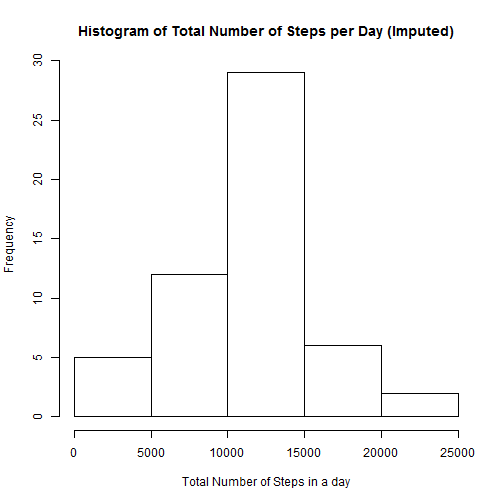 Histogram of Total Number of Steps per Day (Imputed)
30
25
20
15
10
5
0
Frequency
0 5000 10000 15000 20000 25000
Total Number of Steps in a day